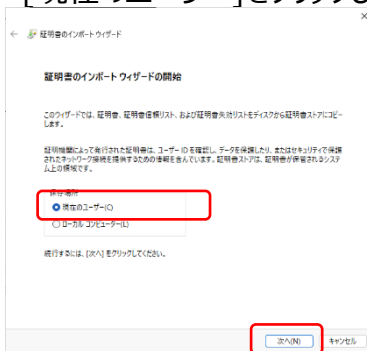 [ 現在のユーザー ]をクリックし
証明書のインポート ウィザード
証明書のインポート ウィザードの開始
このウィザードでは、証明書、証明書信頼リスト、および証明書失効リストをディスクから証明書ストアにコピー
します。
証明機関によって発行された証明書は、ユーザー ID を確認し、データを保護したり、またはセキュリティで保護
されたネットワーク接続を提供するための情報を含んでいます。証明書ストアは、証明書が保管されるシステ
ム上の領域です。
保存場所
現在のユーザー(C)
ローカル コンピューター(L)
続行するには、[次へ] をクリックしてください。
次へ(N)
キャンセル